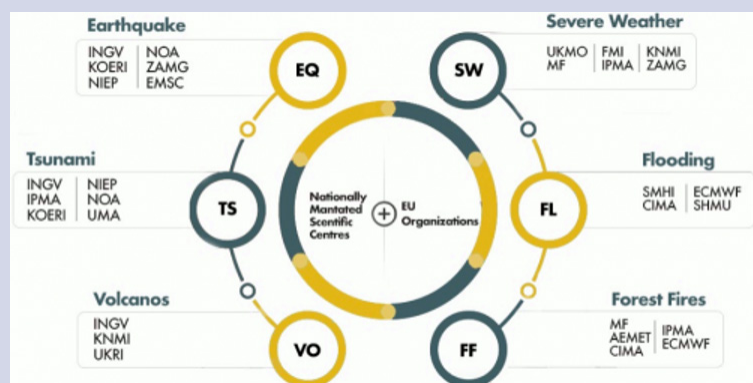 Earthquake
INGV NOA
KOERI ZAMG
NIEP EMSC
EQ
Severe Weather
UKMO FMI KNMI
MF IPMA ZAMG
SW
Tsunami
INGV NIEP
IPMA NOA
KOERI UMA
TS
Nationally
Mantated
Scentific
Centres
+
EU
Organizations
Flooding
SMHI ECMWF
CIMA SHMU
FL
Volcanos
INGV
KNMI
UKRI
VO
Forest Fires
MF IPMA
AEMET ECMWF
CIMA
FF